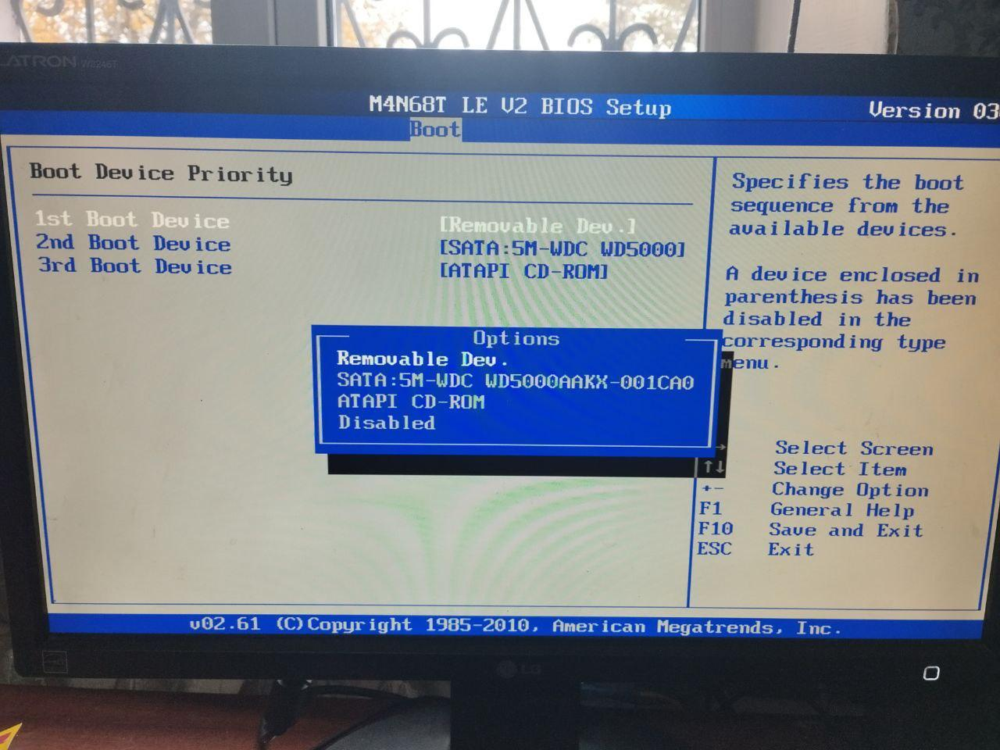 M4N68T LE V2 BIOS Setup
Version 03
Boot
Boot Device Priority
1st Boot Device [Removable Dev.]
2nd Boot Device [SATA:5M-WDC WD5000]
3rd Boot Device [ATAPI CD-ROM]
Options
Removable Dev.
SATA:5M-WDC WD5000AAKX-001CA0
ATAPI CD-ROM
Disabled
Specifies the boot
sequence from the
available devices.
A device enclosed in
parenthesis has been
disabled in the
corresponding type
menu.
→ Select Screen
↑↓ Select Item
+- Change Option
F1 General Help
F10 Save and Exit
ESC Exit
v02.61 (C)Copyright 1985-2010, American Megatrends, Inc.
LG